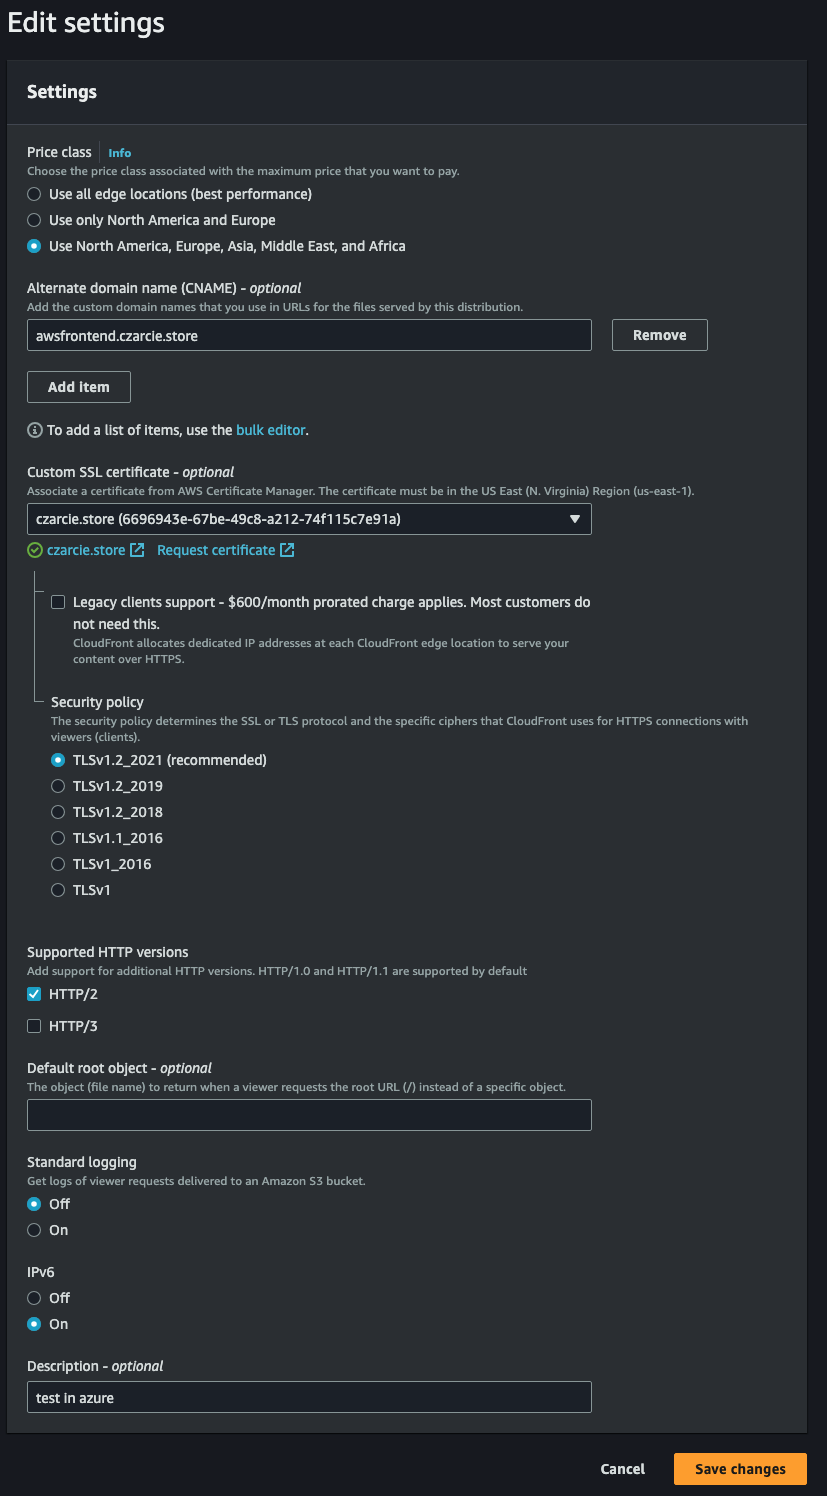 Edit settings
Settings
Price class Info
Choose the price class associated with the maximum price that you want to pay.
Use all edge locations (best performance)
Use only North America and Europe
Use North America, Europe, Asia, Middle East, and Africa
Alternate domain name (CNAME) - optional
Add the custom domain names that you use in URLs for the files served by this distribution.
awsfrontend.czarcie.store Remove
Add item
To add a list of items, use the bulk editor.
Custom SSL certificate - optional
Associate a certificate from AWS Certificate Manager. The certificate must be in the US East (N. Virginia) Region (us-east-1).
czarcie.store (6696943e-67be-49c8-a212-74f115c7e91a)
czarcie.store Request certificate
Legacy clients support - $600/month prorated charge applies. Most customers do
not need this.
CloudFront allocates dedicated IP addresses at each CloudFront edge location to serve your
content over HTTPS.
Security policy
The security policy determines the SSL or TLS protocol and the specific ciphers that CloudFront uses for HTTPS connections with
viewers (clients).
TLSv1.2_2021 (recommended)
TLSv1.2_2019
TLSv1.2_2018
TLSv1.1_2016
TLSv1_2016
TLSv1
Supported HTTP versions
Add support for additional HTTP versions. HTTP/1.0 and HTTP/1.1 are supported by default
HTTP/2
HTTP/3
Default root object - optional
The object (file name) to return when a viewer requests the root URL (/) instead of a specific object.
Standard logging
Get logs of viewer requests delivered to an Amazon S3 bucket.
Off
On
IPv6
Off
On
Description - optional
test in azure
Cancel Save changes